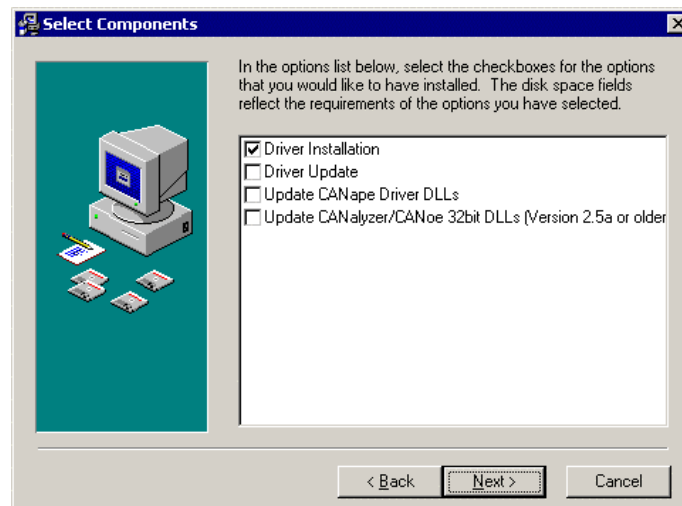 Select Components
In the options list below, select the checkboxes for the options
that you would like to have installed. The disk space fields
reflect the requirements of the options you have selected.
Driver Installation
Driver Update
Update CANape Driver DLLs
Update CANalyzer/CANoe 32bit DLLs (Version 2.5a or older
< Back
Next >
Cancel